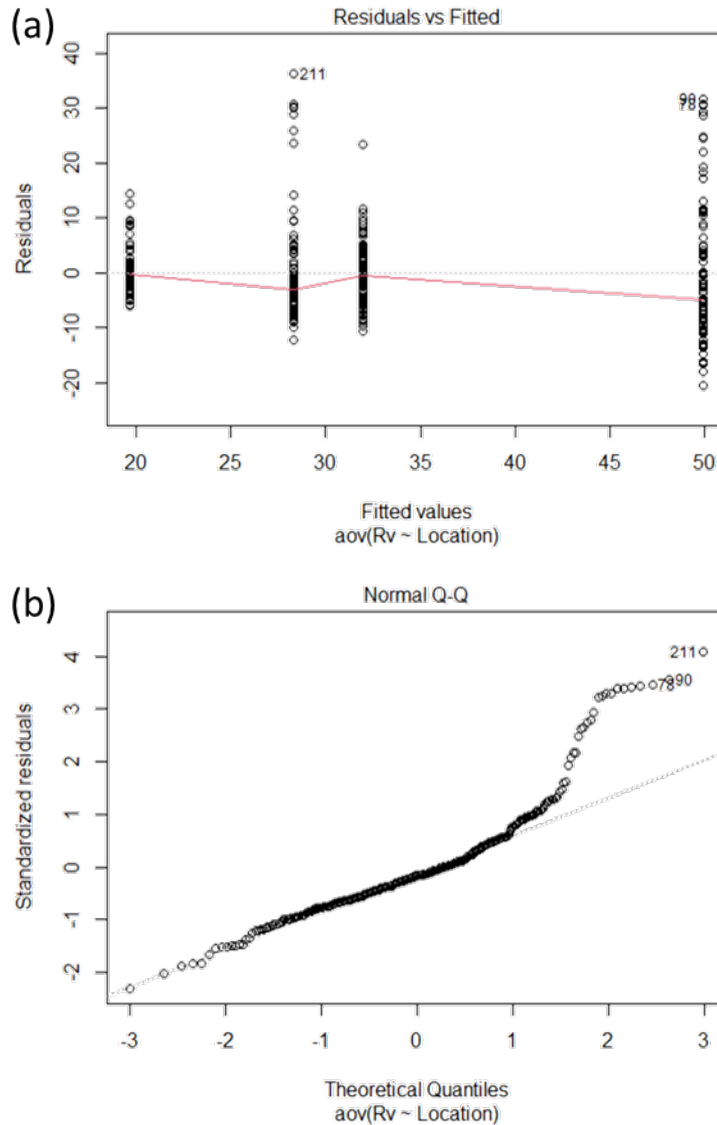 (a)
Residuals vs Fitted
40
30
20
10
0
-10
-20
Residuals
211
90
78
20 25 30 35 40 45 50
Fitted values
aov(Rv ~ Location)
(b)
Normal Q-Q
4
3
2
1
0
-1
-2
Standardized residuals
211
78 90
-3 -2 -1 0 1 2 3
Theoretical Quantiles
aov(Rv ~ Location)